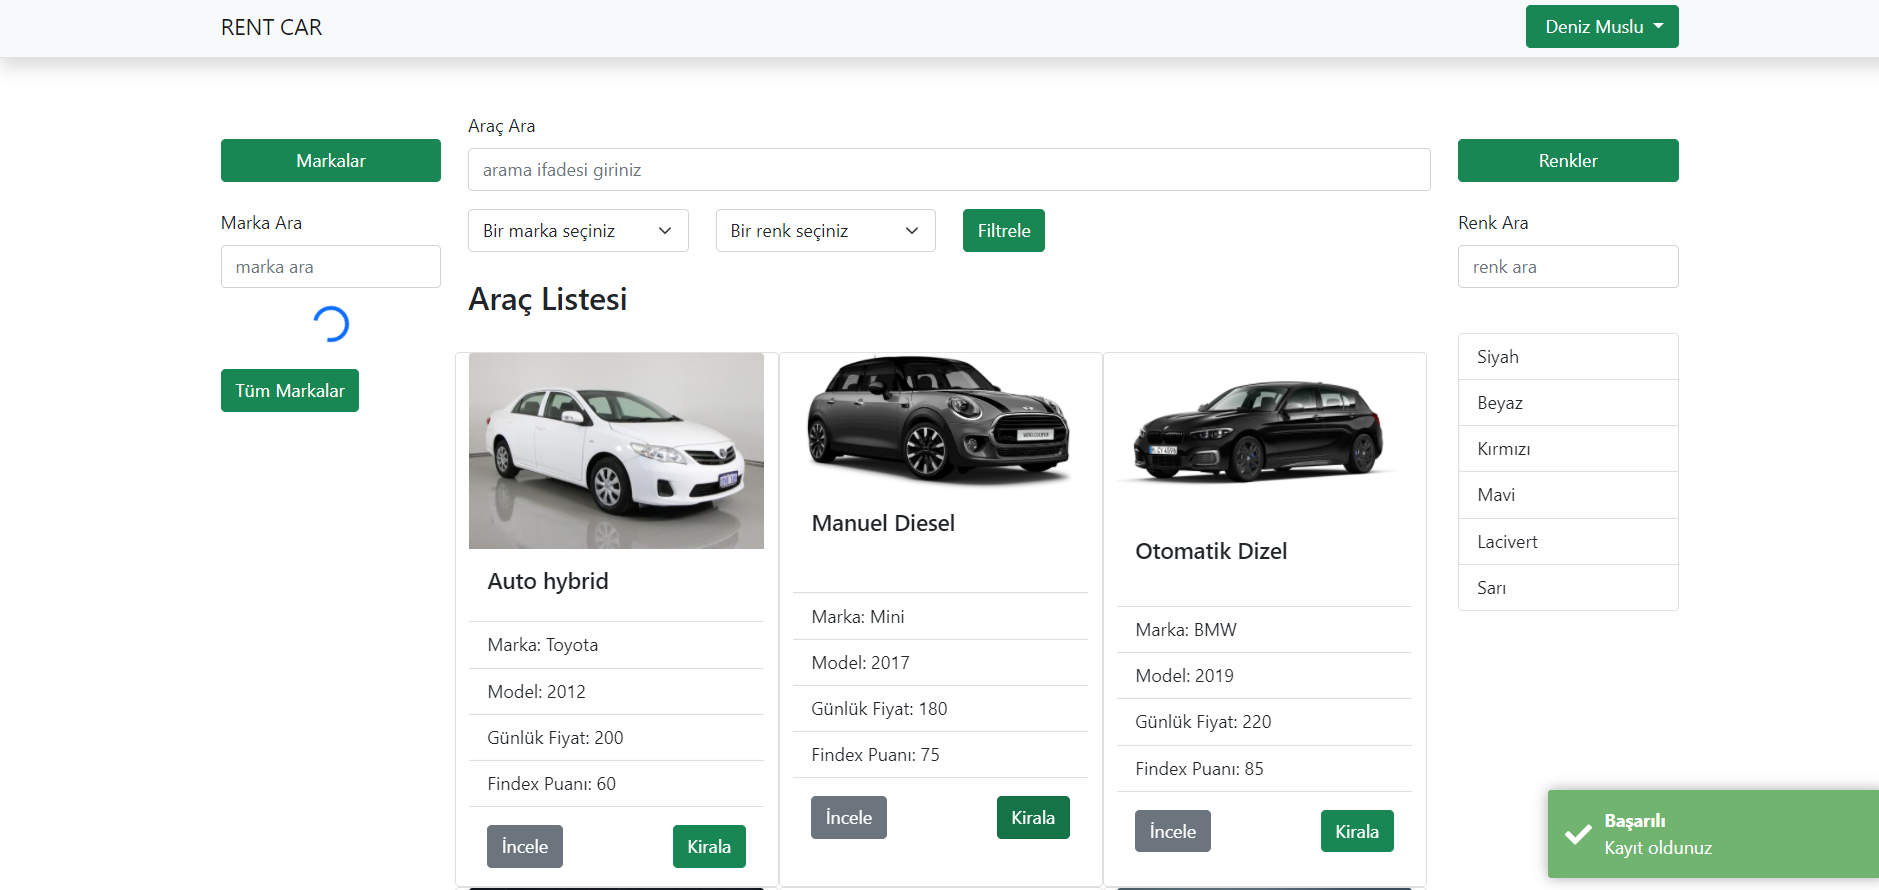 RENT CAR
Deniz Muslu
Markalar
Marka Ara
marka ara
Tüm Markalar
Araç Ara
arama ifadesi giriniz
Bir marka seçiniz
Bir renk seçiniz
Filtrele
Araç Listesi
Auto hybrid
Marka: Toyota
Model: 2012
Günlük Fiyat: 200
Findex Puanı: 60
İncele
Kirala
Manuel Diesel
Marka: Mini
Model: 2017
Günlük Fiyat: 180
Findex Puanı: 75
İncele
Kirala
Otomatik Dizel
Marka: BMW
Model: 2019
Günlük Fiyat: 220
Findex Puanı: 85
İncele
Kirala
Renkler
Renk Ara
renk ara
Siyah
Beyaz
Kırmızı
Mavi
Lacivert
Sarı
Başarılı
Kayıt oldunuz